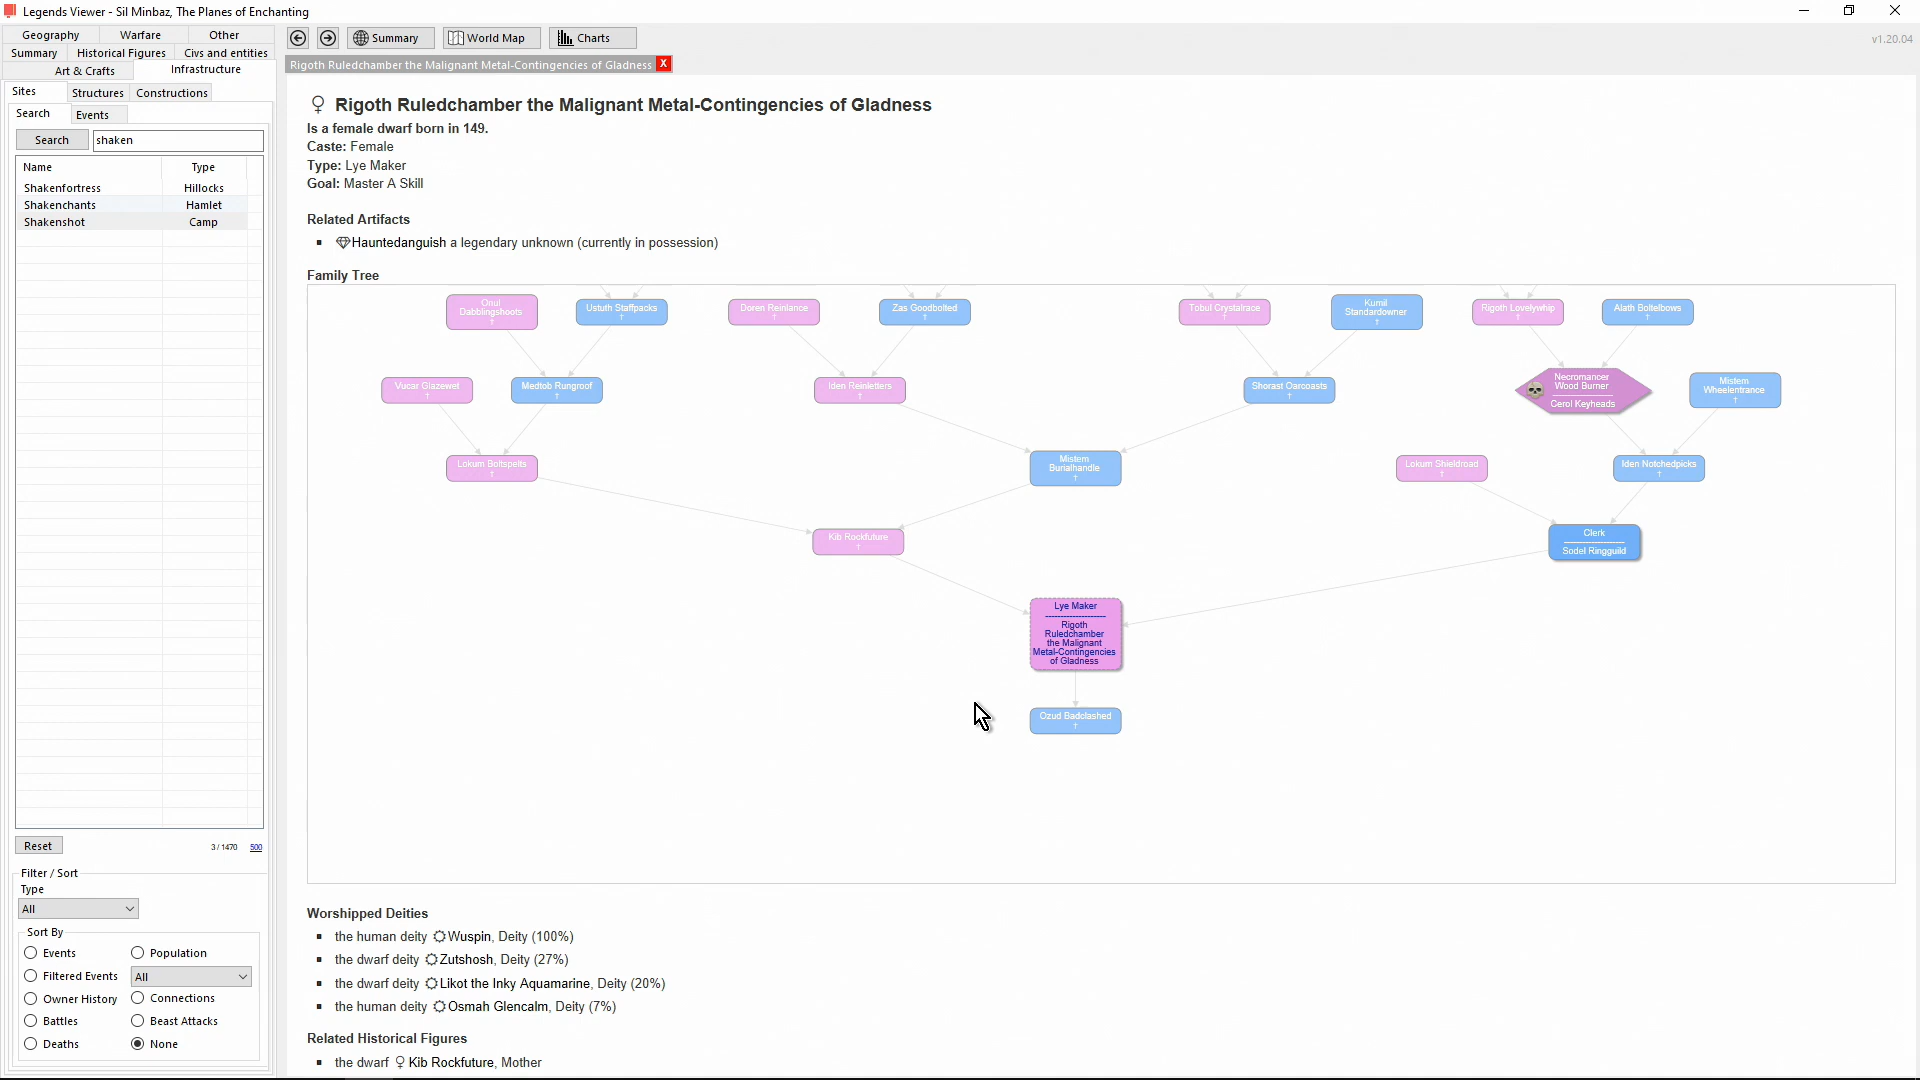 Legends Viewer - Sil Minbaz, The Planes of Enchanting
Geography Warfare Other
Summary Historical Figures Civs and entities
Art & Crafts Infrastructure
Sites Structures Constructions
Search Events
Search shaken
Name Type
Shakenfortress Hillocks
Shakenchants Hamlet
Shakenshot Camp
Reset 3 / 1470 500
Filter / Sort
Type
All
Sort By
Events Population
Filtered Events All
Owner History Connections
Battles Beast Attacks
Deaths None
Summary World Map Charts
v1.20.04
Rigoth Ruledchamber the Malignant Metal-Contingencies of Gladness X
♀ Rigoth Ruledchamber the Malignant Metal-Contingencies of Gladness
Is a female dwarf born in 149.
Caste: Female
Type: Lye Maker
Goal: Master A Skill
Related Artifacts
Hauntedanguish a legendary unknown (currently in possession)
Family Tree
Onul
Dabblingshoots
†
Ustuth Staffpacks
†
Doren Reinlance
†
Zas Goodbolted
†
Tobul Crystalrace
†
Kumil
Standardowner
†
Rigoth Lovelywhip
†
Alath Boltelbows
†
Vucar Glazewet
†
Medtob Rungroof
†
Iden Reinletters
†
Shorast Oarcoasts
†
Necromancer
Wood Burner
Cerol Keyheads
Mistem
Wheelentrance
†
Lokum Boltspelts
†
Mistem
Burialhandle
†
Lokum Shieldroad
†
Iden Notchedpicks
†
Kib Rockfuture
†
Clerk
Sodel Ringguild
Lye Maker
Rigoth
Ruledchamber
the Malignant
Metal-Contingencies
of Gladness
Ozud Badclashed
†
Worshipped Deities
the human deity Wuspin, Deity (100%)
the dwarf deity Zutshosh, Deity (27%)
the dwarf deity Likot the Inky Aquamarine, Deity (20%)
the human deity Osmah Glencalm, Deity (7%)
Related Historical Figures
the dwarf ♀ Kib Rockfuture, Mother